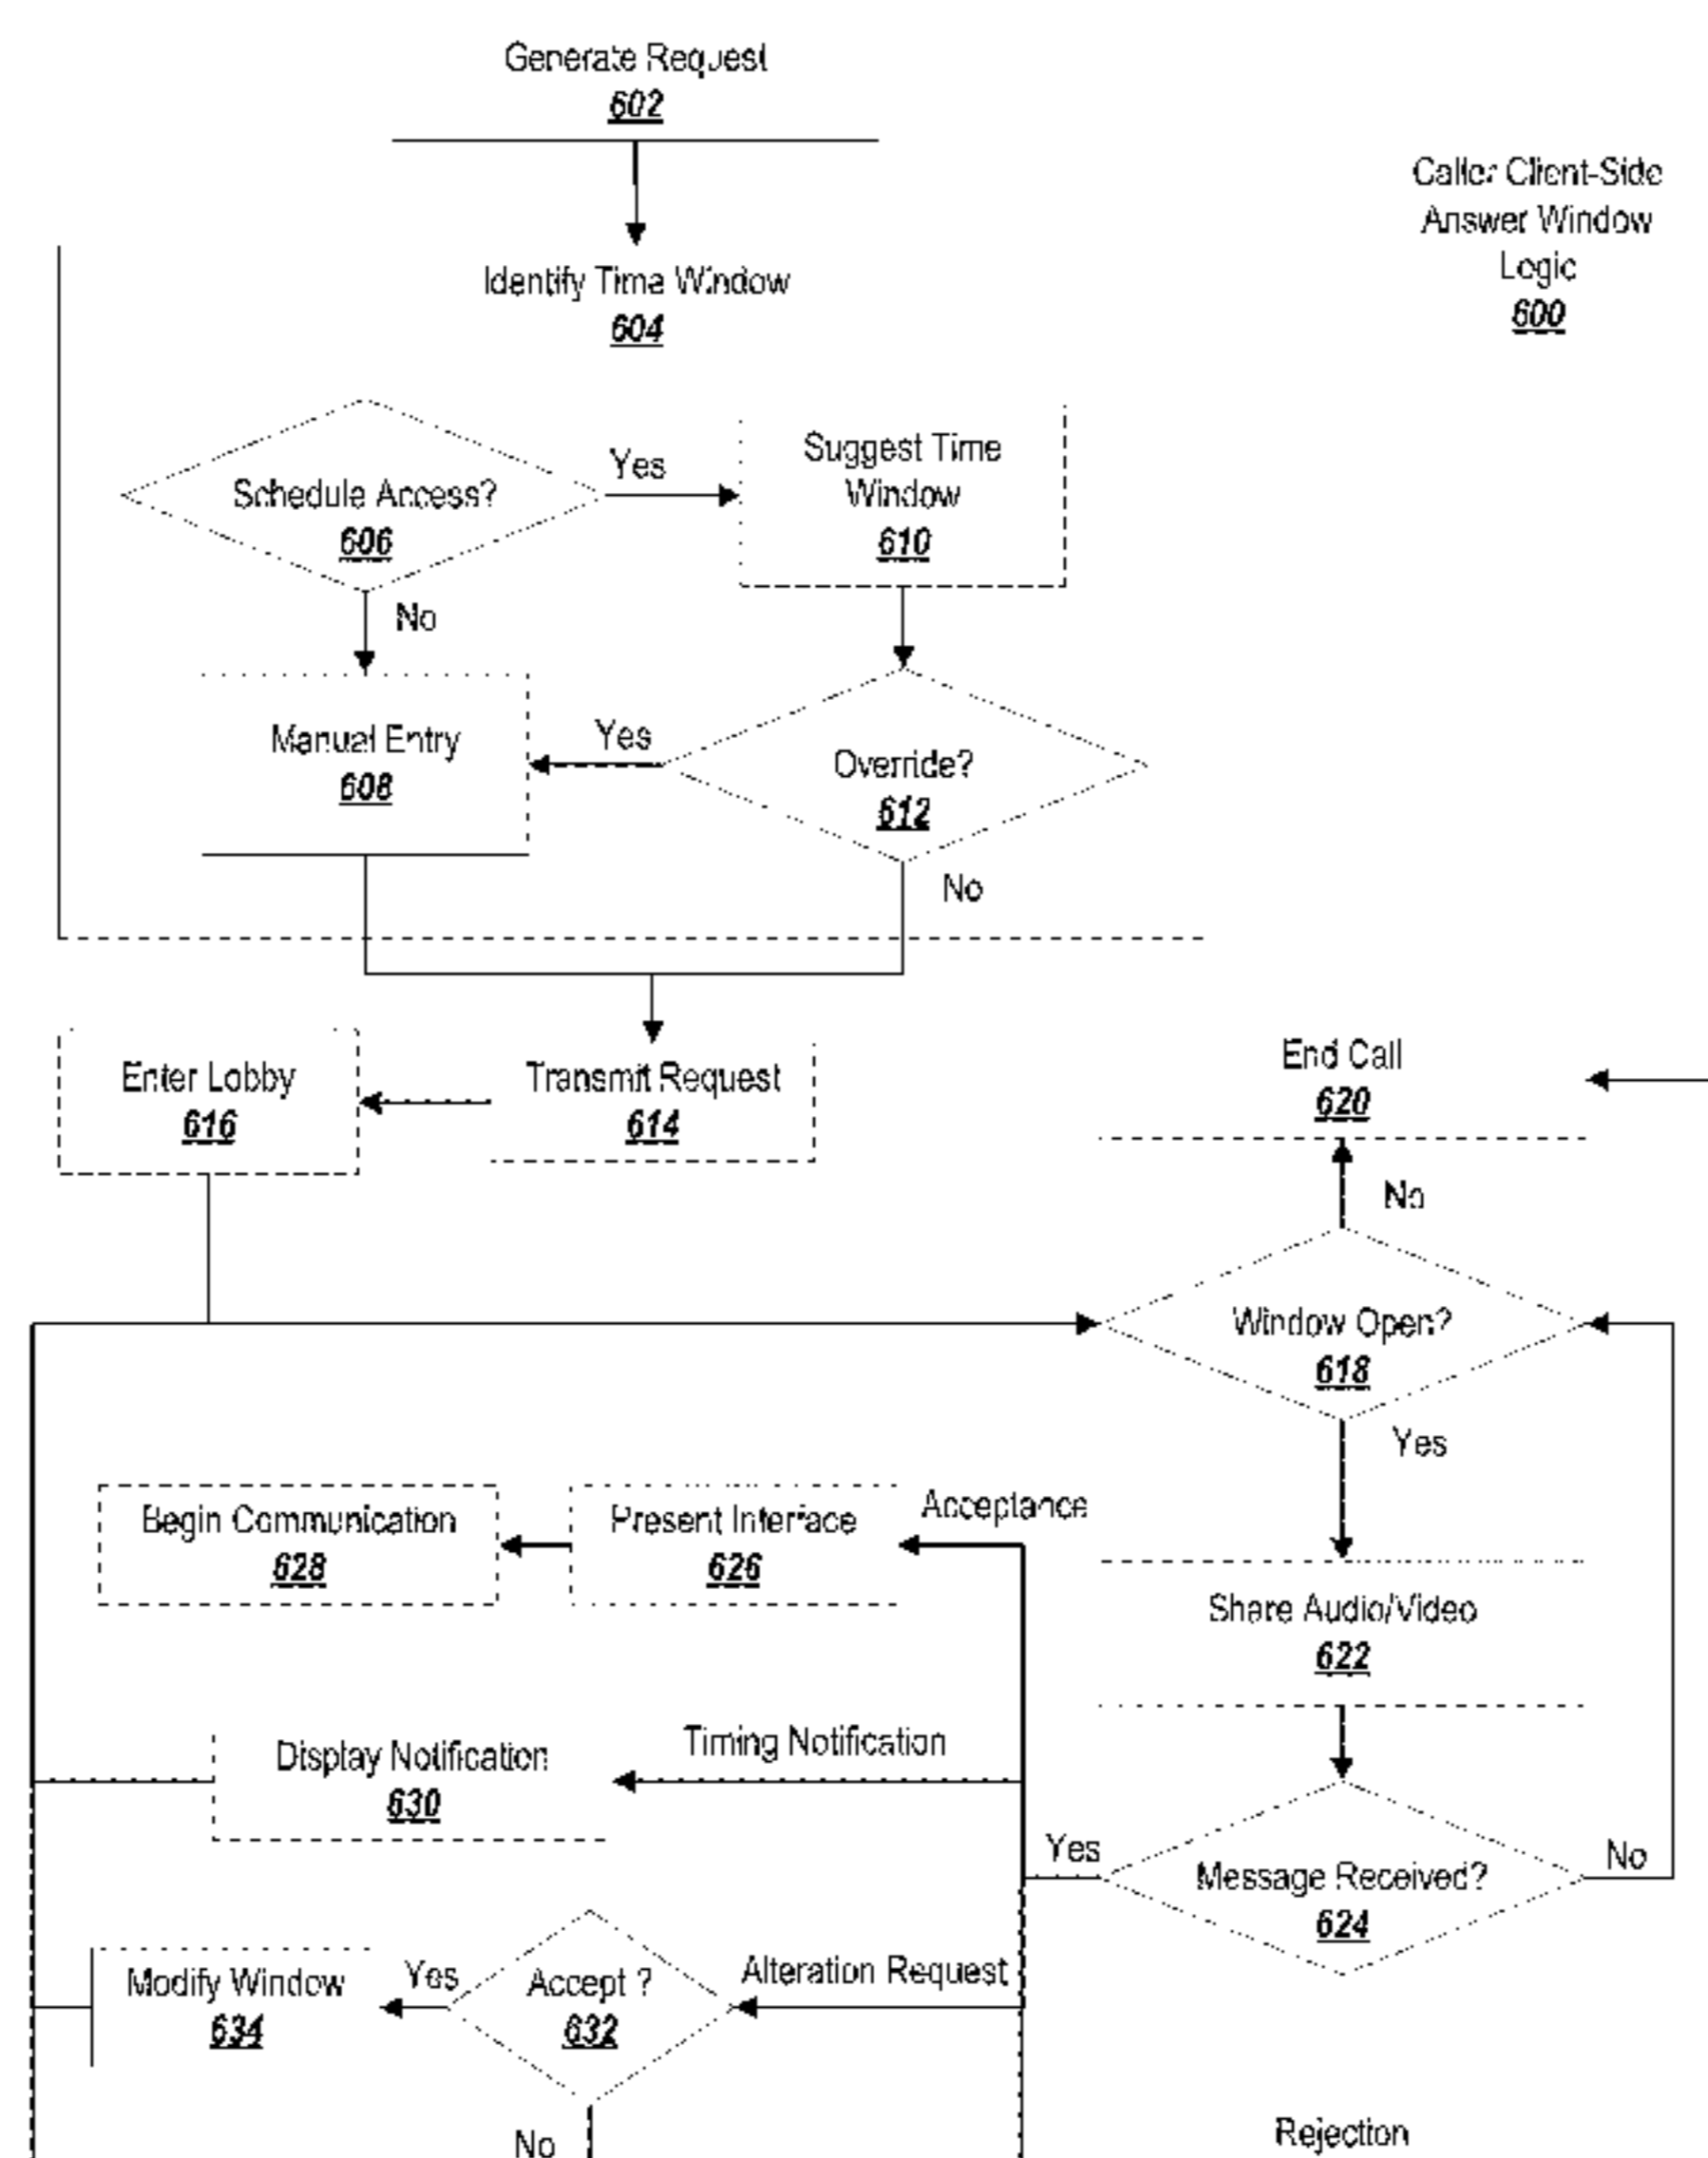 Generate Request
602
Caller Client-Side
Answer Window
Logic
600
Identify Time Window
604
Schedule Access?
606
Yes
Suggest Time
Window
610
No
Manual Entry
608
Yes
Override?
612
No
Enter Lobby
616
Transmit Request
614
End Call
620
No
Window Open?
618
Yes
Begin Communication
628
Present Interface
626
Acceptance
Share Audio/Video
622
Display Notification
630
Timing Notification
Yes
Message Received?
624
No
Modify Window
634
Yes
Accept ?
632
Alteration Request
No
Rejection